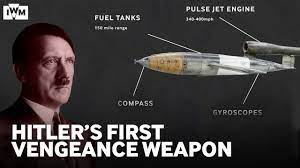 IWM
FUEL TANKS
150 mile range
PULSE JET ENGINE
340-400mph
COMPASS
GYROSCOPES
HITLER'S FIRST
VENGEANCE WEAPON